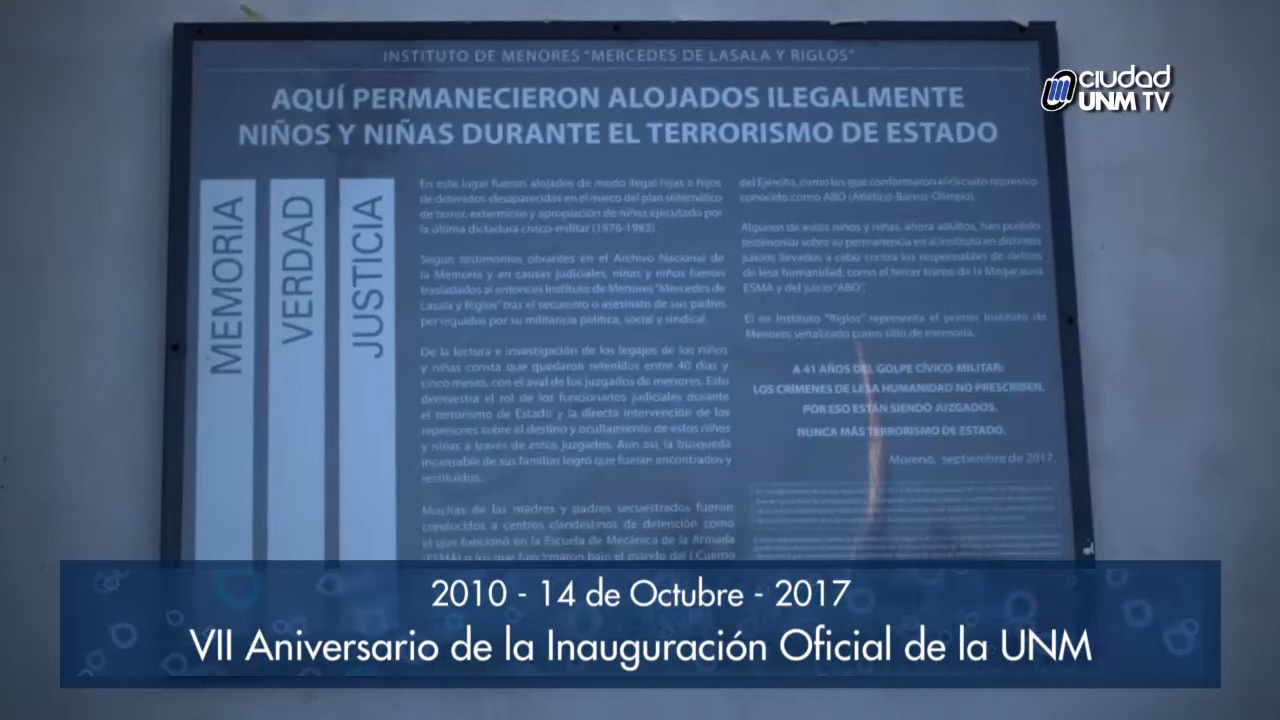 INSTITUTO DE MENORES "MERCEDES DE LASALA Y RIGLOS"
AQUÍ PERMANECIERON ALOJADOS ILEGALMENTE
NIÑOS Y NIÑAS DURANTE EL TERRORISMO DE ESTADO
ciudad
UNM TV
MEMORIA
VERDAD
JUSTICIA
En este lugar fueron alojados de modo ilegal hijas e hijos
de detenidos-desaparecidos en el marco del plan sistemático
de terror, exterminio y apropiación de niños ejecutado por
la última dictadura cívico-militar (1976-1983).
Según testimonios obrantes en el Archivo Nacional de
la Memoria y en causas judiciales, niñas y niños fueron
trasladados al entonces Instituto de Menores "Mercedes de
Lasala y Riglos" tras el secuestro o asesinato de sus padres
perseguidos por su militancia política, social y sindical.
De la lectura e investigación de los legajos de los niños
y niñas consta que quedaron retenidos entre 40 días y
cinco meses, con el aval de los juzgados de menores. Esto
demuestra el rol de los funcionarios judiciales durante
el terrorismo de Estado y la directa intervención de los
represores sobre el destino y ocultamiento de estos niños
y niñas a través de estos juzgados. Aun así, la búsqueda
incansable de sus familias logró que fueran encontrados y
restituidos.
Muchas de las madres y padres secuestrados fueron
conducidos a centros clandestinos de detención como
el que funcionó en la Escuela de Mecánica de la Armada
(ESMA) o los que funcionaron bajo el mando del I Cuerpo
del Ejército, como los que conformaron el circuito represivo
conocido como ABO (Atlético-Banco-Olimpo).
Algunos de estos niños y niñas, ahora adultos, han podido
testimoniar sobre su permanencia en el instituto en distintos
juicios llevados a cabo contra los responsables de delitos
de lesa humanidad, como el tercer tramo de la Megacausa
ESMA y del juicio "ABO".
El ex Instituto "Riglos" representa el primer Instituto de
Menores señalizado como sitio de memoria.
A 41 AÑOS DEL GOLPE CÍVICO-MILITAR:
LOS CRÍMENES DE LESA HUMANIDAD NO PRESCRIBEN,
POR ESO ESTÁN SIENDO JUZGADOS.
NUNCA MÁS TERRORISMO DE ESTADO.
Moreno, septiembre de 2017.
2010 - 14 de Octubre - 2017
VII Aniversario de la Inauguración Oficial de la UNM